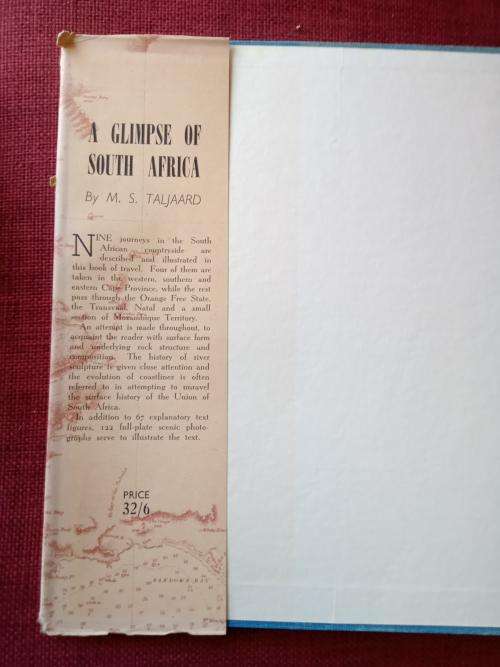 A GLIMPSE OF
SOUTH AFRICA
By M. S. TALJAARD
NINE journeys in the South
African countryside are
described and illustrated in
this book of travel. Four of them are
taken in the western, southern and
eastern Cape Province, while the rest
pass through the Orange Free State,
the Transvaal, Natal and a small
section of Mozambique Territory.
An attempt is made throughout, to
acquaint the reader with surface form
and underlying rock structure and
composition. The history of river
sculpture is given close attention and
the evolution of coastlines is often
referred to in attempting to unravel
the surface history of the Union of
South Africa.
In addition to 67 explanatory text
figures, 122 full-plate scenic photo-
graphs serve to illustrate the text.
PRICE
32/6